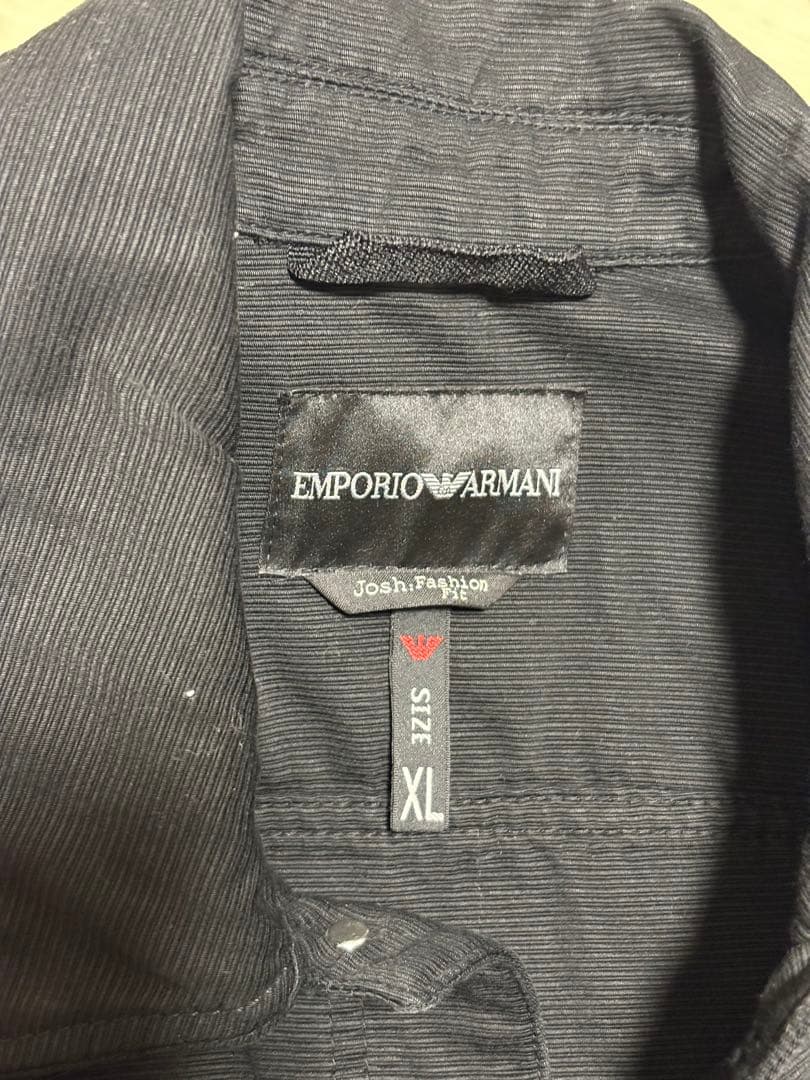 EMPORIO ARMANI
Josh:Fashion
Fit
SIZE
XL